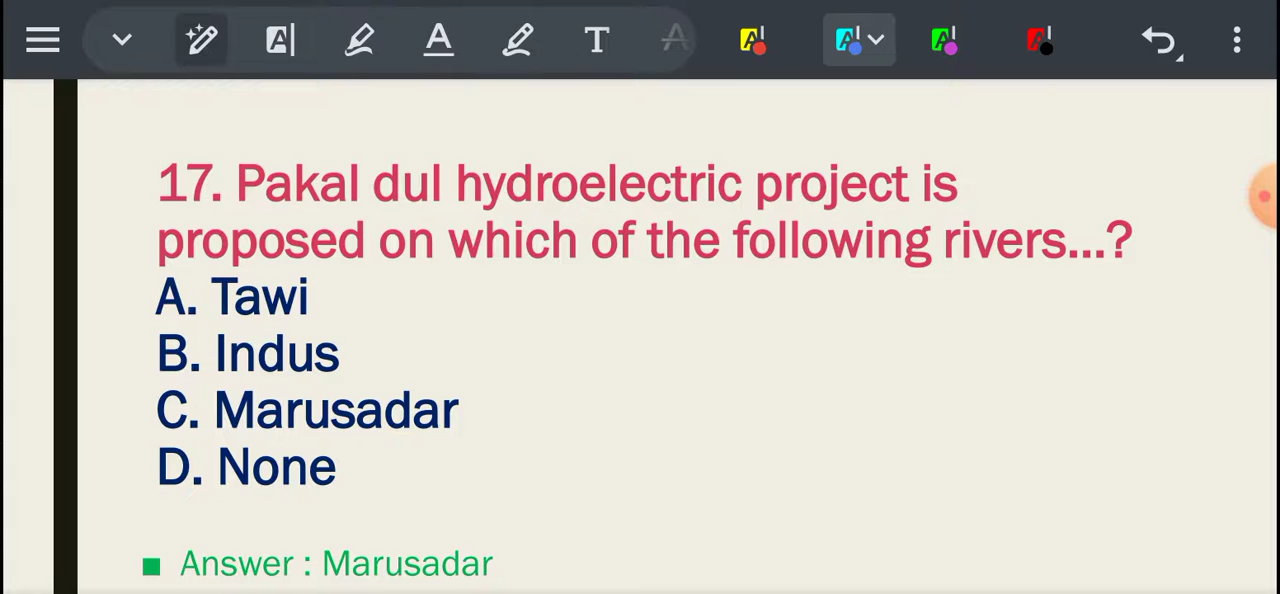 17. Pakal dul hydroelectric project is
proposed on which of the following rivers...?
A. Tawi
B. Indus
C. Marusadar
D. None
■ Answer : Marusadar